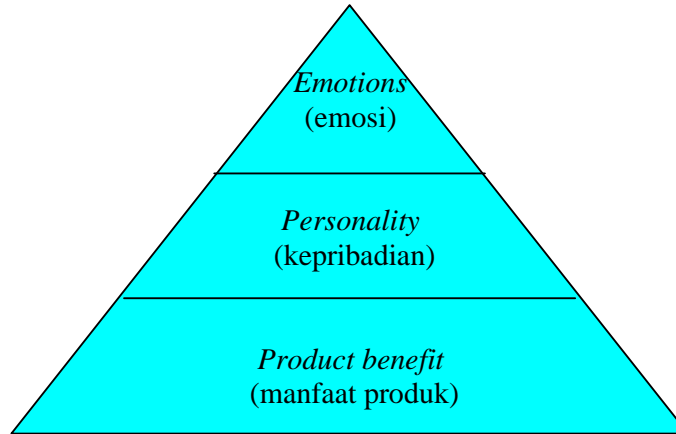 Emotions
(emosi)
Personality
(kepribadian)
Product benefit
(manfaat produk)